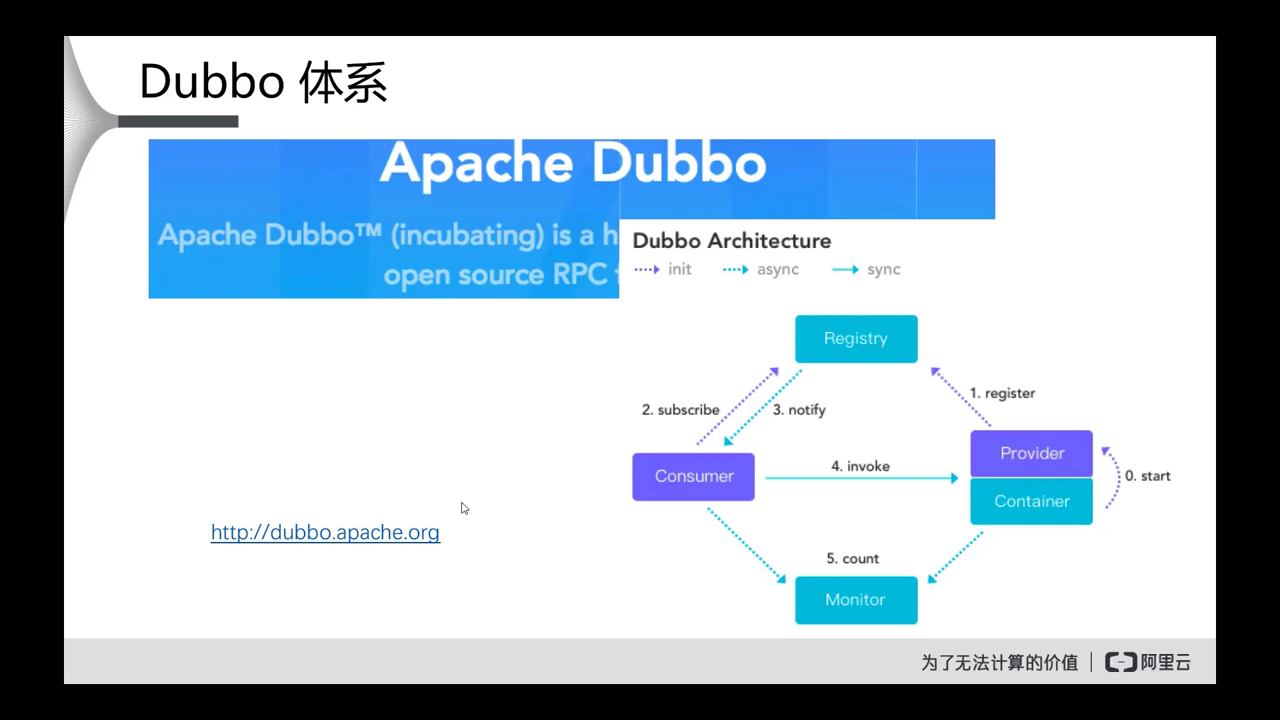 Dubbo 体系
Apache Dubbo
Apache Dubbo™ (incubating) is a
open source RPC
Dubbo Architecture
init
async
sync
Registry
2. subscribe
3. notify
1. register
Consumer
4. invoke
Provider
Container
0. start
5. count
Monitor
http://dubbo.apache.org
为了无法计算的价值
阿里云